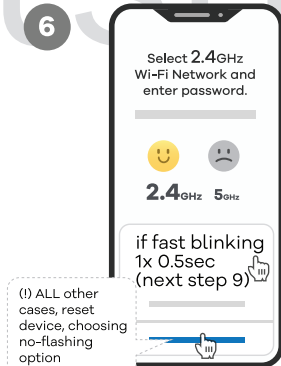 6
Select 2.4GHz
Wi-Fi Network and
enter password.
2.4GHz 5GHz
if fast blinking
1x 0.5sec
(next step 9)
(!) ALL other
cases, reset
device, choosing
no-flashing
option